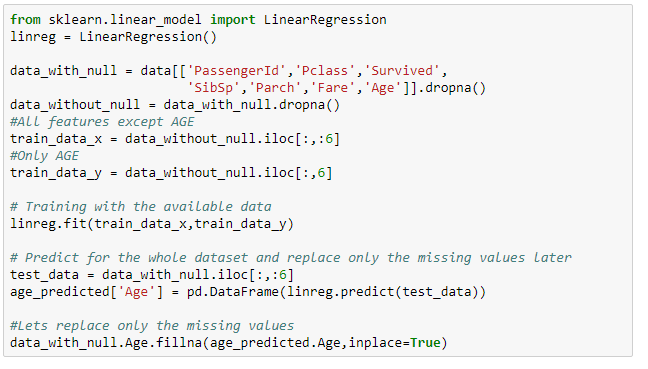 from sklearn.linear_model import LinearRegression
linreg = LinearRegression()

data_with_null = data[['PassengerId','Pclass','Survived',
                       'SibSp','Parch','Fare','Age']].dropna()
data_without_null = data_with_null.dropna()
#All features except AGE
train_data_x = data_without_null.iloc[:,:6]
#Only AGE
train_data_y = data_without_null.iloc[:,6]

# Training with the available data
linreg.fit(train_data_x,train_data_y)

# Predict for the whole dataset and replace only the missing values later
test_data = data_with_null.iloc[:,:6]
age_predicted['Age'] = pd.DataFrame(linreg.predict(test_data))

#Lets replace only the missing values
data_with_null.Age.fillna(age_predicted.Age,inplace=True)